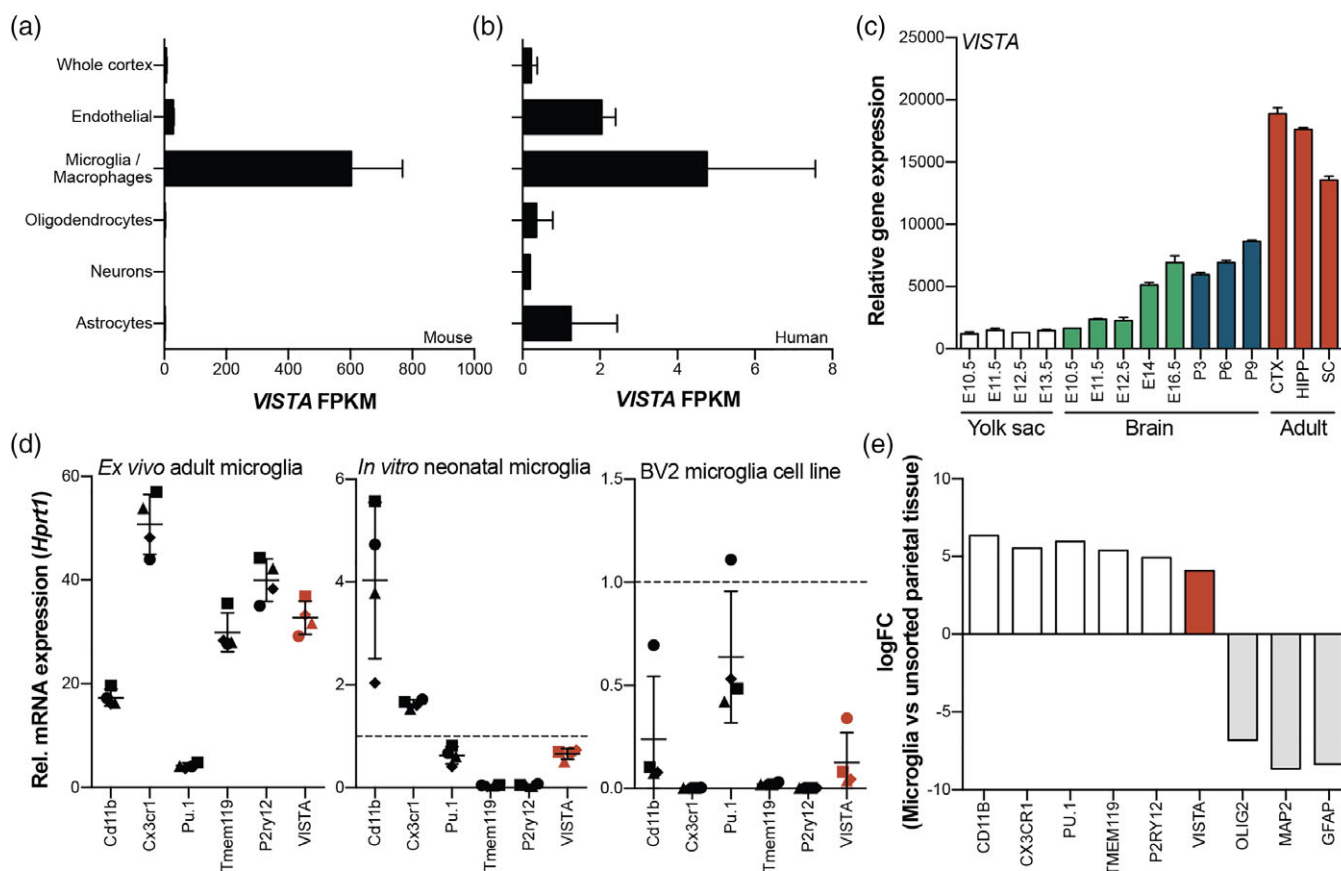 (a)
0 200 400 600 800 1000
Whole cortex
Endothelial
Microglia /
Macrophages
Oligodendrocytes
Neurons
Astrocytes
Mouse
VISTA FPKM
(b)
0 2 4 6 8
Human
VISTA FPKM
(c)
VISTA
Relative gene expression
25000
20000
15000
10000
5000
0
E10.5 E11.5 E12.5 E13.5 E10.5 E11.5 E12.5 E14 E16.5 P3 P6 P9 CTX HIPP SC
Yolk sac Brain Adult
(d)
Rel. mRNA expression (Hprt1)
Ex vivo adult microglia
60
40
20
0
Cd11b Cx3cr1 Pu.1 Tmem119 P2ry12 VISTA
In vitro neonatal microglia
6
4
2
0
Cd11b Cx3cr1 Pu.1 Tmem119 P2ry12 VISTA
BV2 microglia cell line
1.5
1.0
0.5
0.0
Cd11b Cx3cr1 Pu.1 Tmem119 P2ry12 VISTA
(e)
logFC
(Microglia vs unsorted parietal tissue)
10
5
0
-5
-10
CD11B CX3CR1 PU.1 TMEM119 P2RY12 VISTA OLIG2 MAP2 GFAP